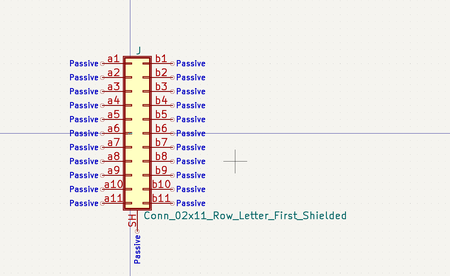 J
Passive a1 b1 Passive
Passive a2 b2 Passive
Passive a3 b3 Passive
Passive a4 b4 Passive
Passive a5 b5 Passive
Passive a6 b6 Passive
Passive a7 b7 Passive
Passive a8 b8 Passive
Passive a9 b9 Passive
Passive a10 b10 Passive
Passive a11 b11 Passive
SH
Conn_02x11_Row_Letter_First_Shielded
Passive